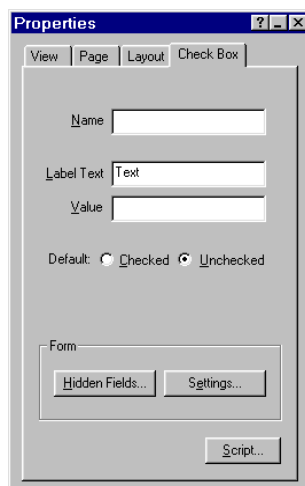 Properties
View Page Layout Check Box
Name
Label Text Text
Value
Default: Checked Unchecked
Form
Hidden Fields... Settings...
Script...